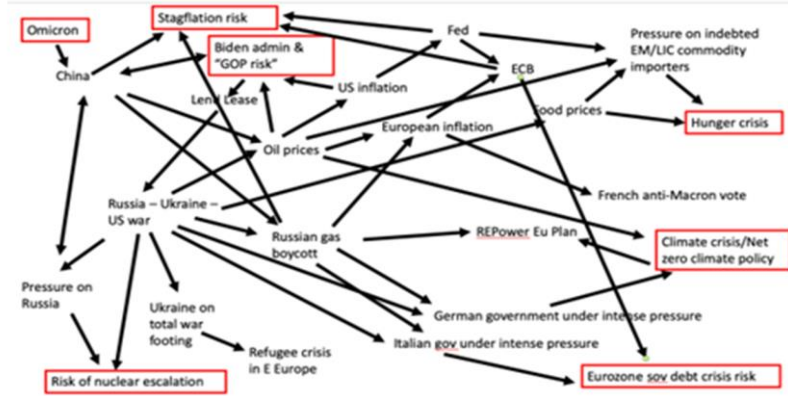 Stagflation risk
Omicron
Fed
Pressure on indebted
EM/LIC commodity
importers
Biden admin &
“GOP risk”
China
ECB
US inflation
Lend Lease
Food prices
European inflation
Hunger crisis
Oil prices
French anti-Macron vote
Russia – Ukraine –
US war
Russian gas
boycott
REPower Eu Plan
Climate crisis/Net
zero climate policy
Pressure on
Russia
Ukraine on
total war
footing
German government under intense pressure
Italian gov under intense pressure
Refugee crisis
in E Europe
Risk of nuclear escalation
Eurozone sov debt crisis risk